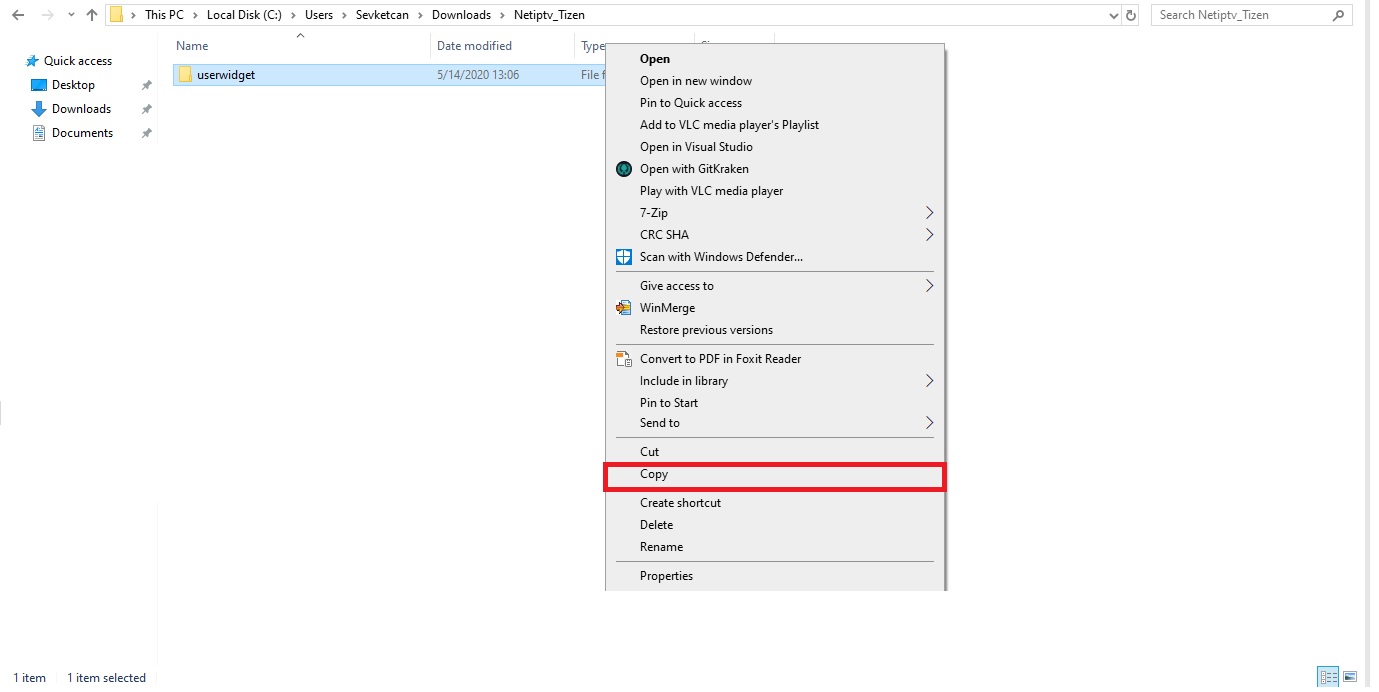 This PC > Local Disk (C:) > Users > Sevketcan > Downloads > Netiptv_Tizen
Search Netiptv_Tizen
Name Date modified Type
Quick access
Desktop
Downloads
Documents
userwidget 5/14/2020 13:06 File f
Open
Open in new window
Pin to Quick access
Add to VLC media player's Playlist
Open in Visual Studio
Open with GitKraken
Play with VLC media player
7-Zip
CRC SHA
Scan with Windows Defender...
Give access to
WinMerge
Restore previous versions
Convert to PDF in Foxit Reader
Include in library
Pin to Start
Send to
Cut
Copy
Create shortcut
Delete
Rename
Properties
1 item 1 item selected